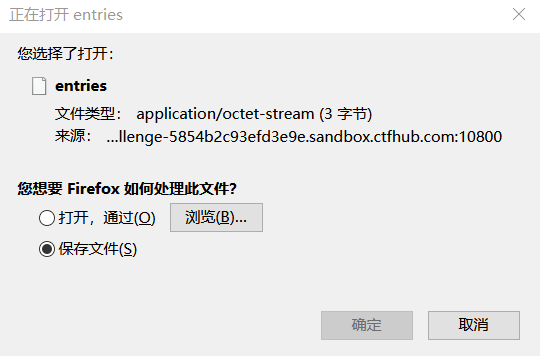 正在打开 entries
您选择了打开：
entries
文件类型： application/octet-stream (3 字节)
来源： ...llenge-5854b2c93efd3e9e.sandbox.ctfhub.com:10800
您想要 Firefox 如何处理此文件?
打开，通过(O) 浏览(B)...
保存文件(S)
确定 取消